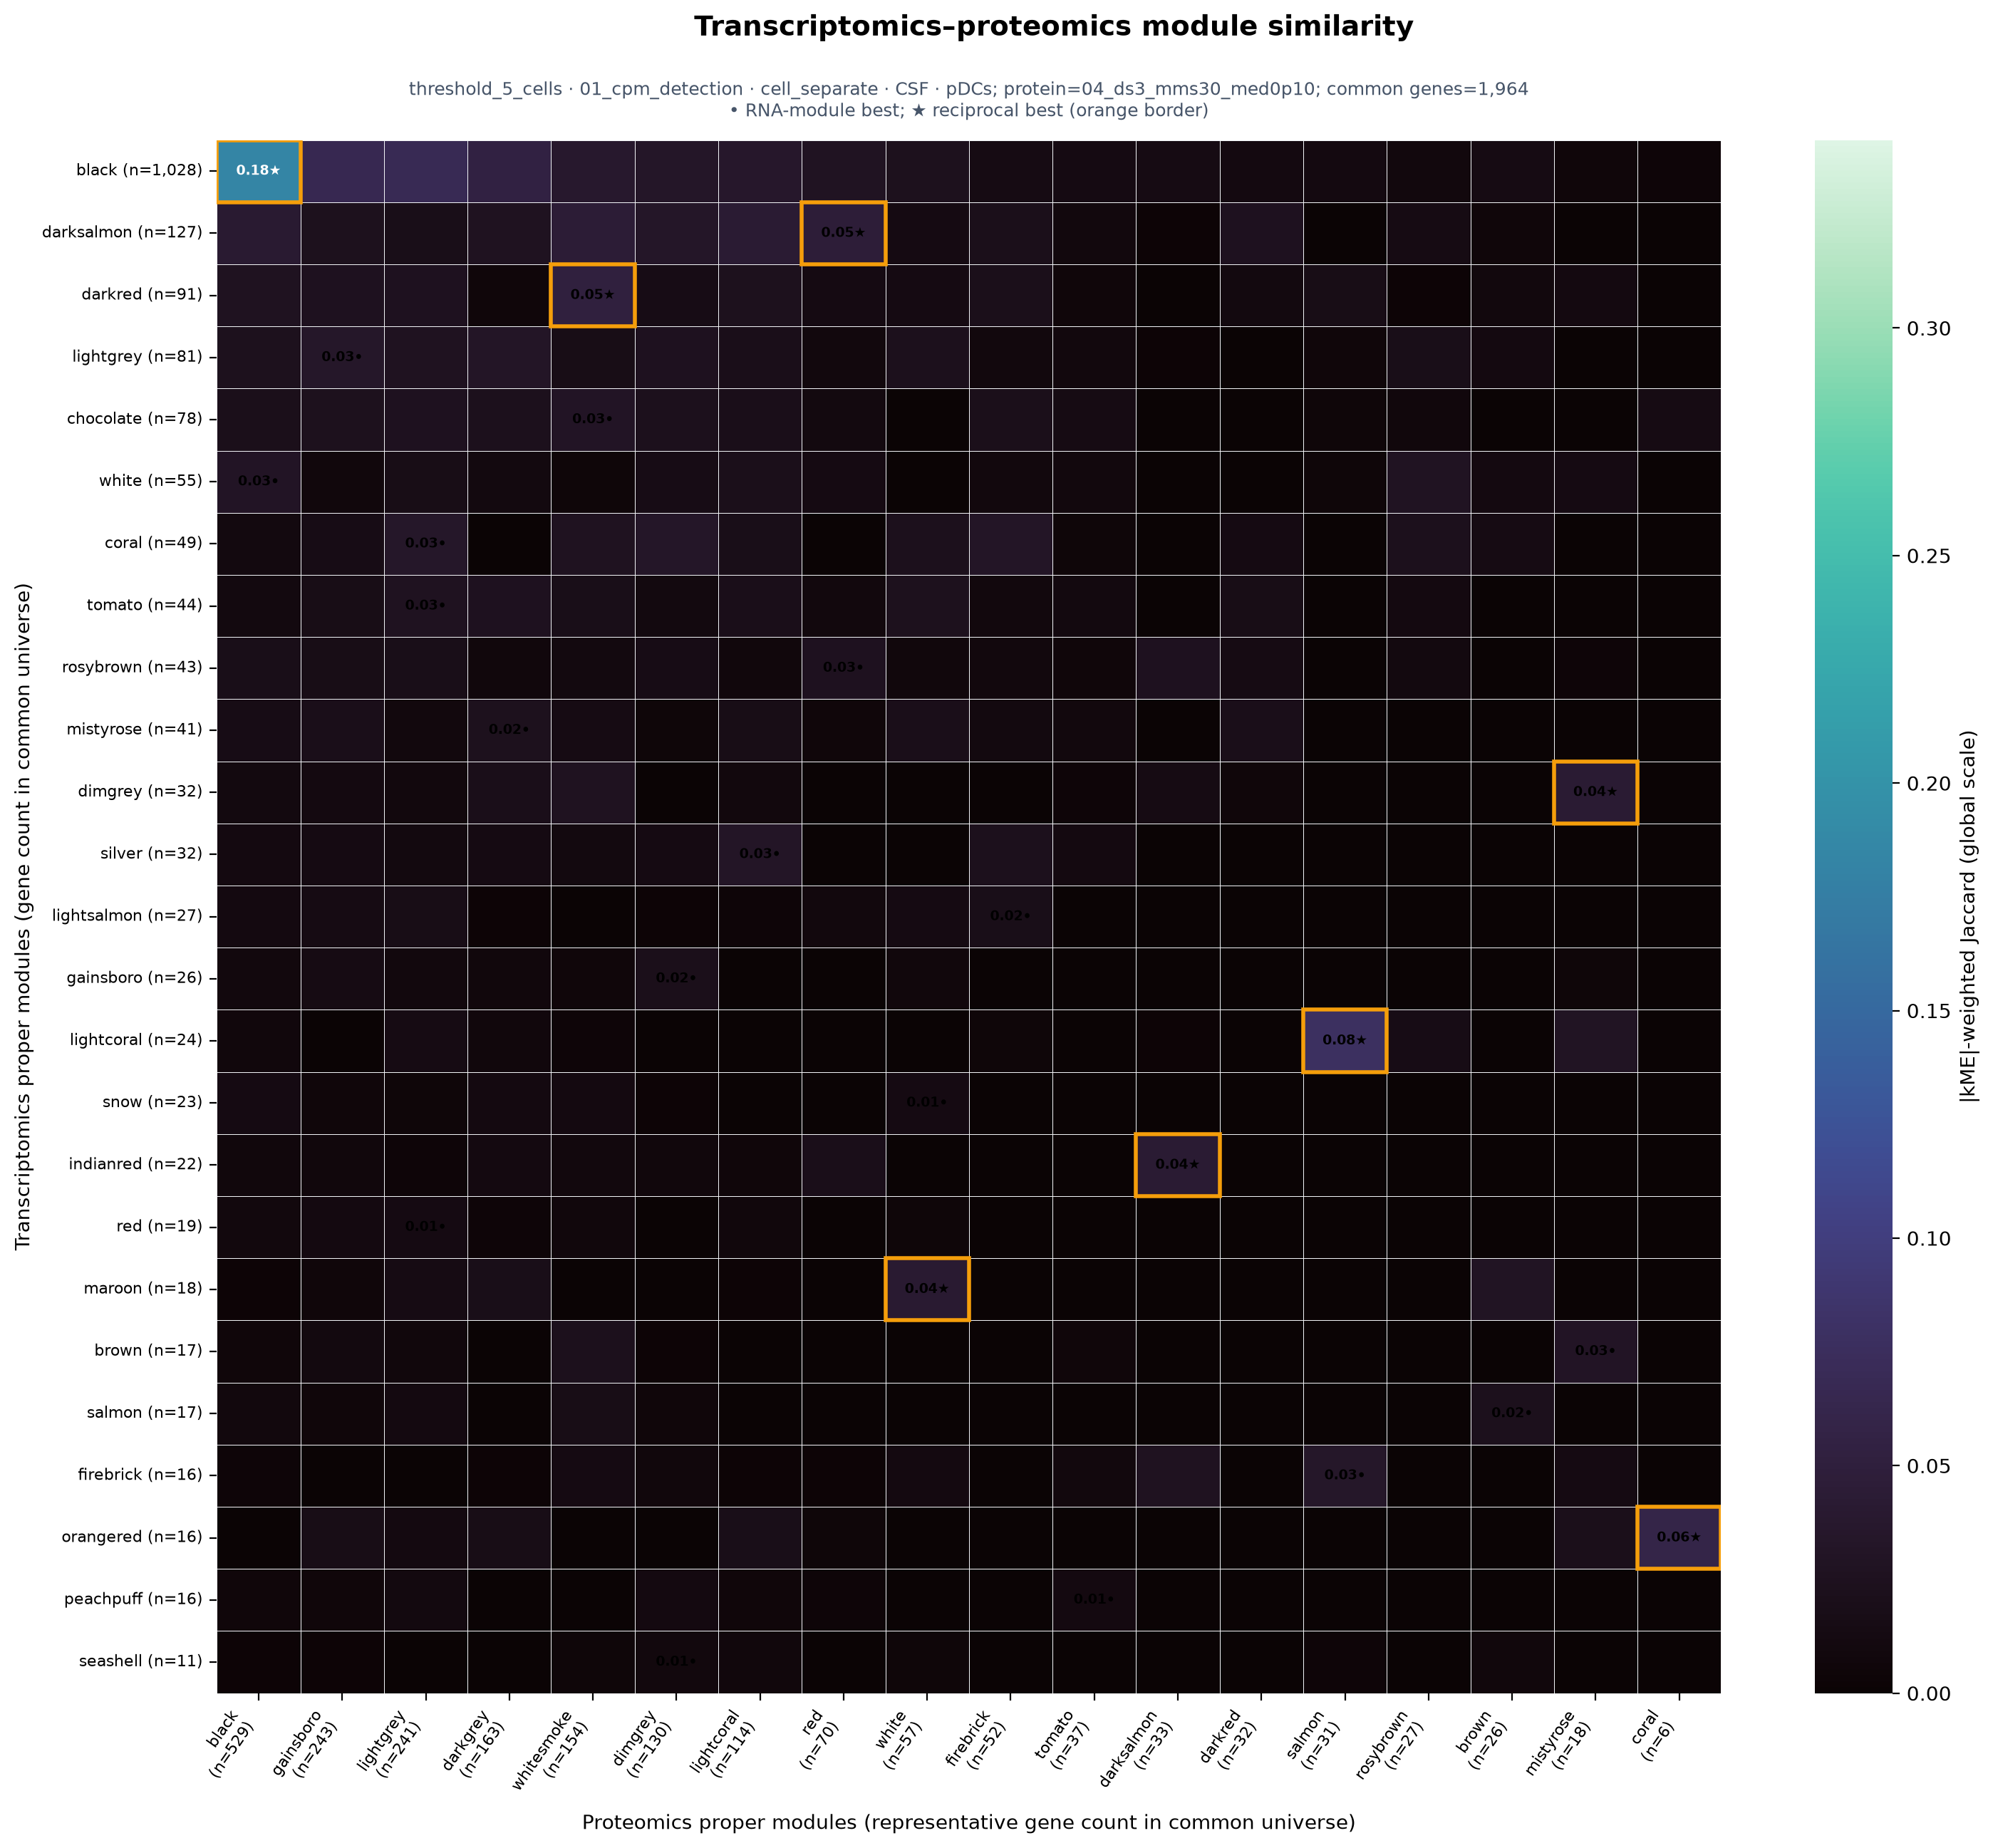 Transcriptomics–proteomics module similarity
threshold_5_cells · 01_cpm_detection · cell_separate · CSF · pDCs; protein=04_ds3_mms30_med0p10; common genes=1,964
• RNA-module best; ★ reciprocal best (orange border)
Transcriptomics proper modules (gene count in common universe)
black (n=1,028)
0.18★
darksalmon (n=127)
0.05★
darkred (n=91)
0.05★
lightgrey (n=81)
0.03•
chocolate (n=78)
0.03•
white (n=55)
0.03•
coral (n=49)
0.03•
tomato (n=44)
0.03•
rosybrown (n=43)
0.03•
mistyrose (n=41)
0.02•
dimgrey (n=32)
0.04★
silver (n=32)
0.03•
lightsalmon (n=27)
0.02•
gainsboro (n=26)
0.02•
lightcoral (n=24)
0.08★
snow (n=23)
0.01•
indianred (n=22)
0.04★
red (n=19)
0.01•
maroon (n=18)
0.04★
brown (n=17)
0.03•
salmon (n=17)
0.02•
firebrick (n=16)
0.03•
orangered (n=16)
0.06★
peachpuff (n=16)
0.01•
seashell (n=11)
0.01•
black
(n=529)
gainsboro
(n=243)
lightgrey
(n=241)
darkgrey
(n=163)
whitesmoke
(n=154)
dimgrey
(n=130)
lightcoral
(n=114)
red
(n=70)
white
(n=57)
firebrick
(n=52)
tomato
(n=37)
darksalmon
(n=33)
darkred
(n=32)
salmon
(n=31)
rosybrown
(n=27)
brown
(n=26)
mistyrose
(n=18)
coral
(n=6)
Proteomics proper modules (representative gene count in common universe)
0.30
0.25
0.20
0.15
0.10
0.05
0.00
|kME|-weighted Jaccard (global scale)